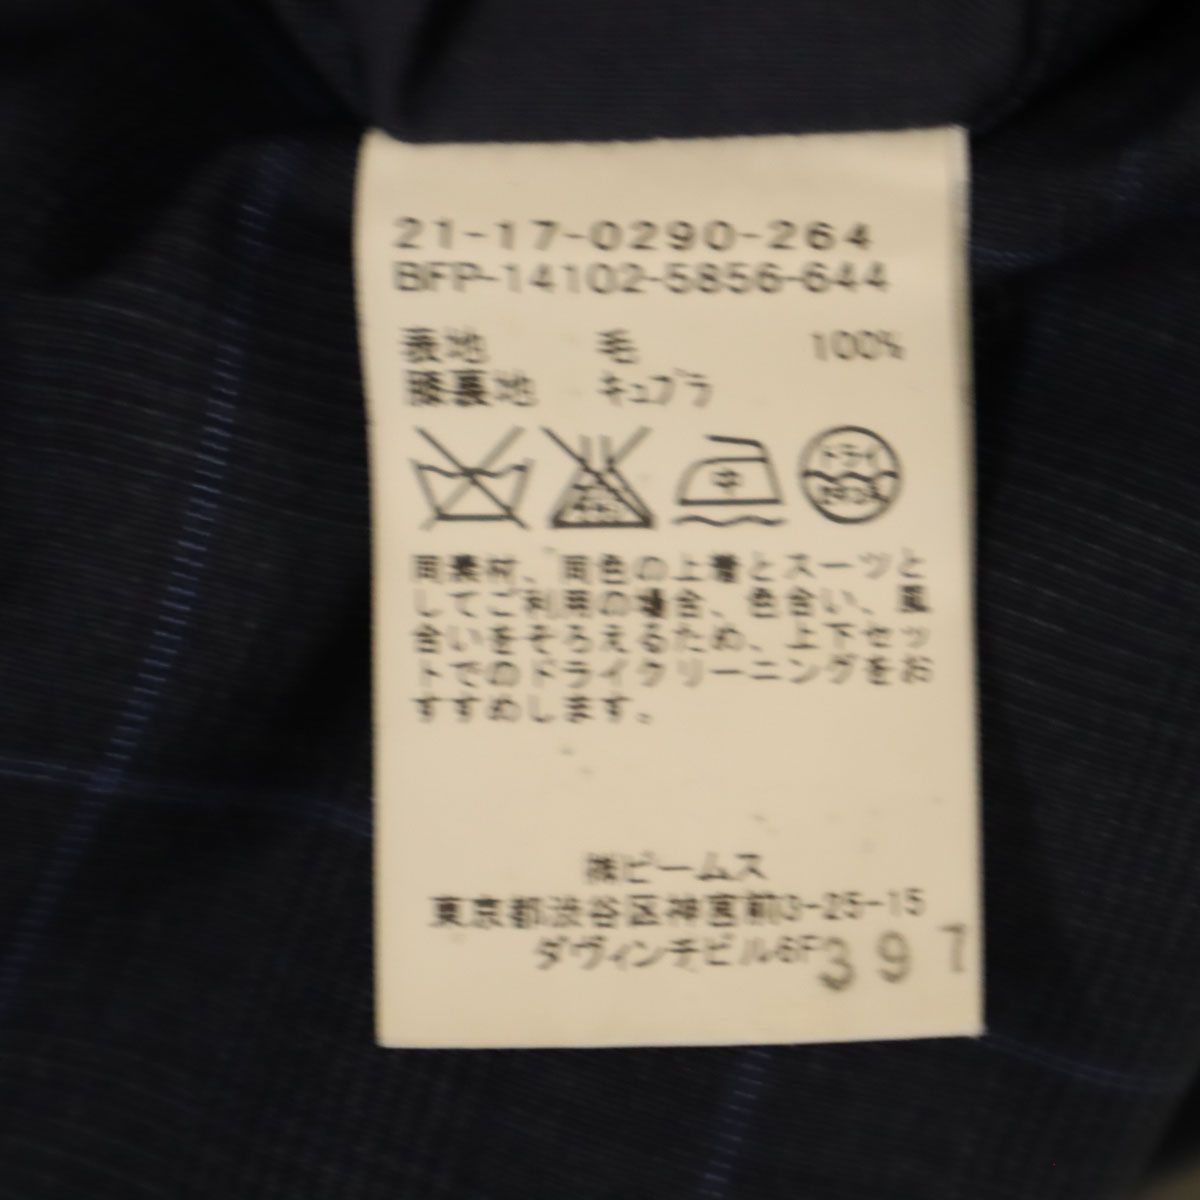 21-17-0290-264
BFP-14102-5856-644
表地 毛 100%
膝裏地 キュプラ
中
ドライ
同素材、同色の上着とスーツと
してご利用の場合、色合い、風
合いをそろえるため、上下セッ
トでのドライクリーニングをお
すすめします。
㈱ビームス
東京都渋谷区神宮前3-25-15
ダヴィンチビル6F
397